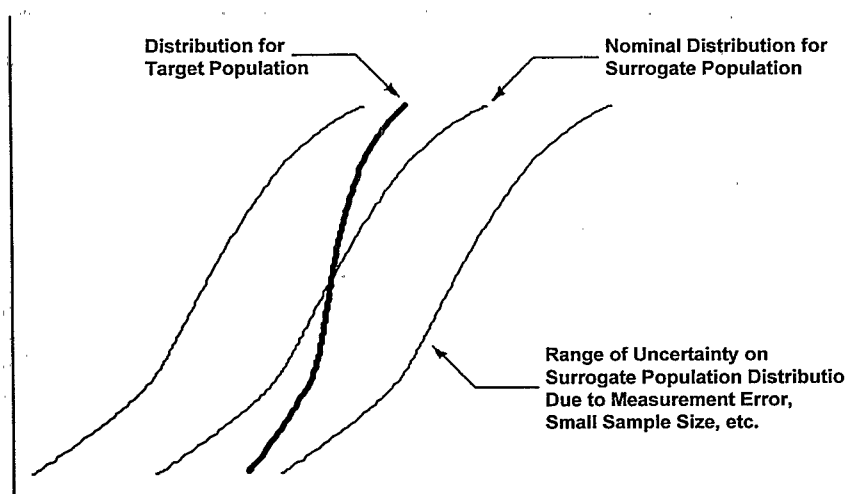 Distribution for
Target Population
Nominal Distribution for
Surrogate Population
Range of Uncertainty on
Surrogate Population Distributio
Due to Measurement Error,
Small Sample Size, etc.